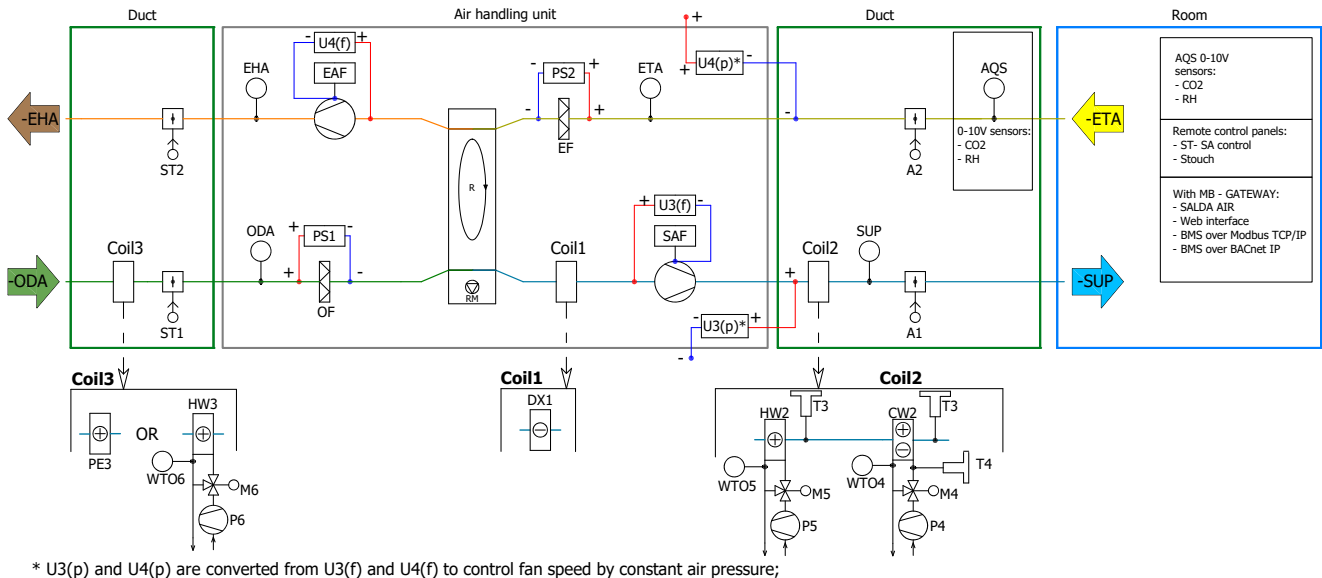 Duct
Air handling unit
Duct
Room
U4(f)
EAF
EHA
PS2
ETA
U4(p)*
AQS
AQS 0-10V
sensors:
- CO2
- RH
-EHA
-ETA
ST2
EF
A2
0-10V sensors:
- CO2
- RH
Remote control panels:
- ST- SA control
- Stouch
R
With MB - GATEWAY:
- SALDA AIR
- Web interface
- BMS over Modbus TCP/IP
- BMS over BACnet IP
U3(f)
SAF
ODA
PS1
Coil3
Coil1
Coil2
SUP
-ODA
-SUP
RM
OF
ST1
U3(p)*
A1
Coil3
Coil1
Coil2
HW3
OR
PE3
WTO6
M6
P6
DX1
HW2
T3
CW2
T3
T4
WTO5
M5
P5
WTO4
M4
P4
* U3(p) and U4(p) are converted from U3(f) and U4(f) to control fan speed by constant air pressure;